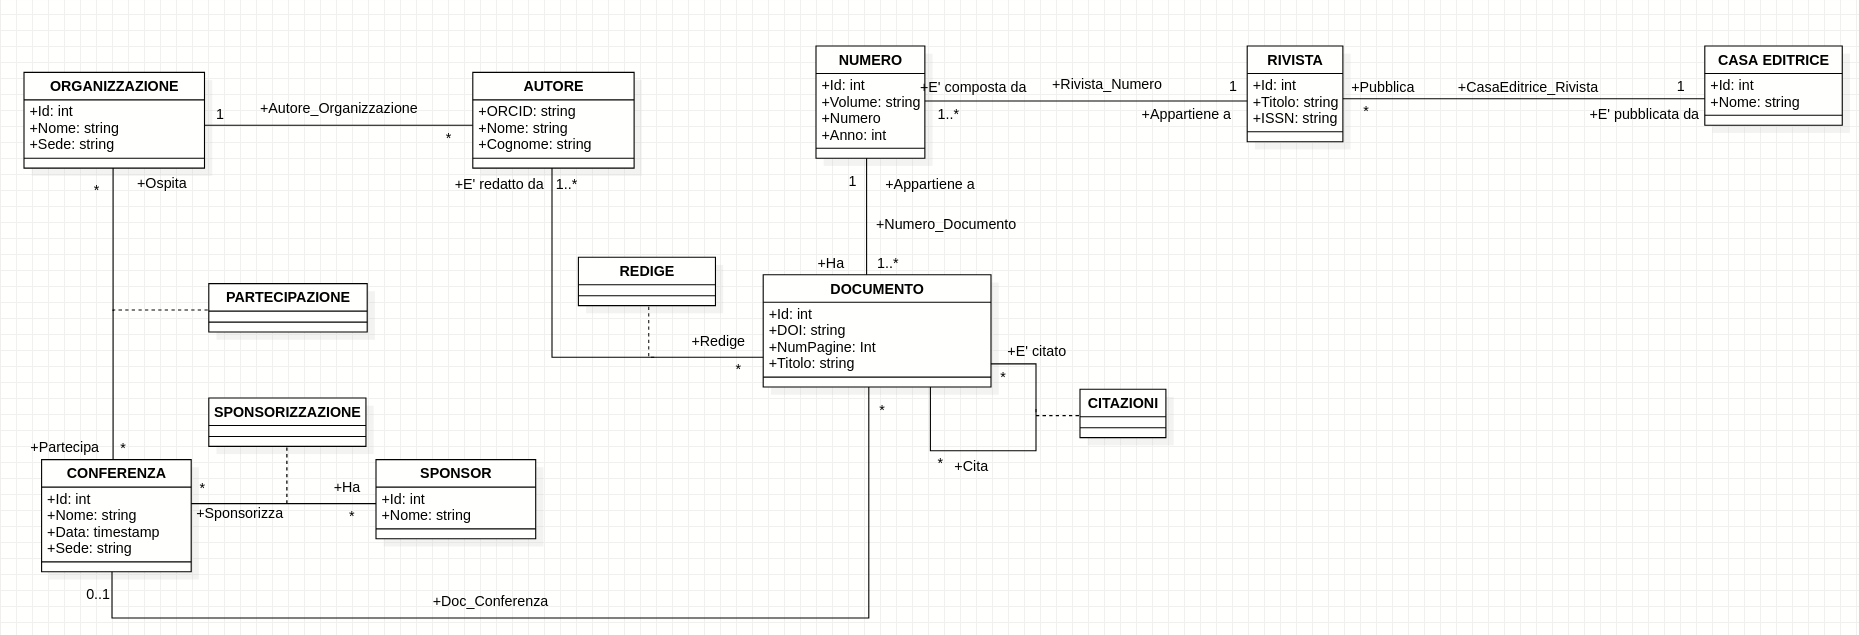 ORGANIZZAZIONE
+Id: int
+Nome: string
+Sede: string
1
+Autore_Organizzazione
*
AUTORE
+ORCID: string
+Nome: string
+Cognome: string
NUMERO
+Id: int
+Volume: string
+Numero
+Anno: int
+E' composta da
1..*
+Rivista_Numero
1
+Appartiene a
RIVISTA
+Id: int
+Titolo: string
+ISSN: string
+Pubblica
*
+CasaEditrice_Rivista
1
+E' pubblicata da
CASA EDITRICE
+Id: int
+Nome: string
*
+Ospita
+E' redatto da
1..*
1
+Appartiene a
+Numero_Documento
+Ha
1..*
PARTECIPAZIONE
REDIGE
+Redige
*
DOCUMENTO
+Id: int
+DOI: string
+NumPagine: Int
+Titolo: string
+E' citato
*
CITAZIONI
*
+Cita
*
SPONSORIZZAZIONE
+Partecipa
*
CONFERENZA
+Id: int
+Nome: string
+Data: timestamp
+Sede: string
*
+Sponsorizza
+Ha
*
SPONSOR
+Id: int
+Nome: string
0..1
+Doc_Conferenza